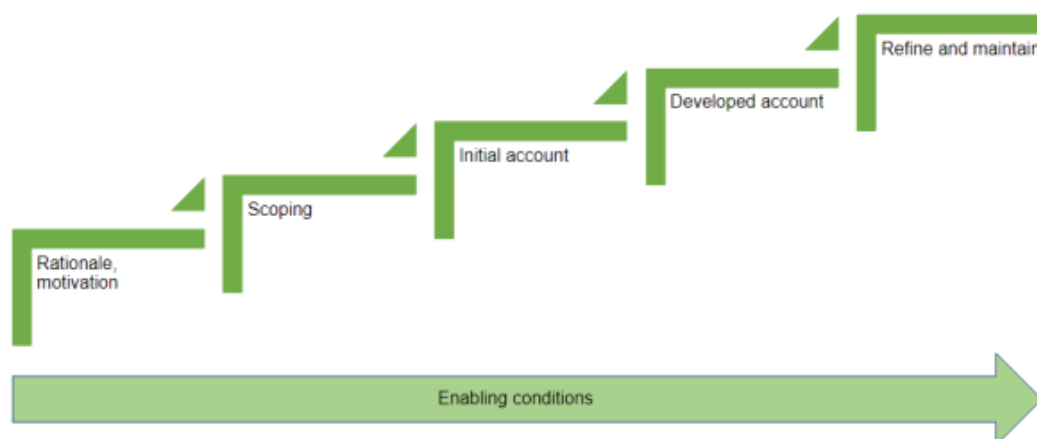 Rationale,
motivation
Scoping
Initial account
Developed account
Refine and maintain
Enabling conditions